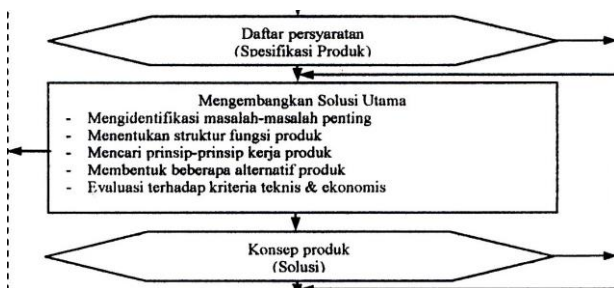 Daftar persyaratan
(Spesifikasi Produk)
Mengembangkan Solusi Utama
- Mengidentifikasi masalah-masalah penting
- Menentukan struktur fungsi produk
- Mencari prinsip-prinsip kerja produk
- Membentuk beberapa alternatif produk
- Evaluasi terhadap kriteria teknis & ekonomis
Konsep produk
(Solusi)